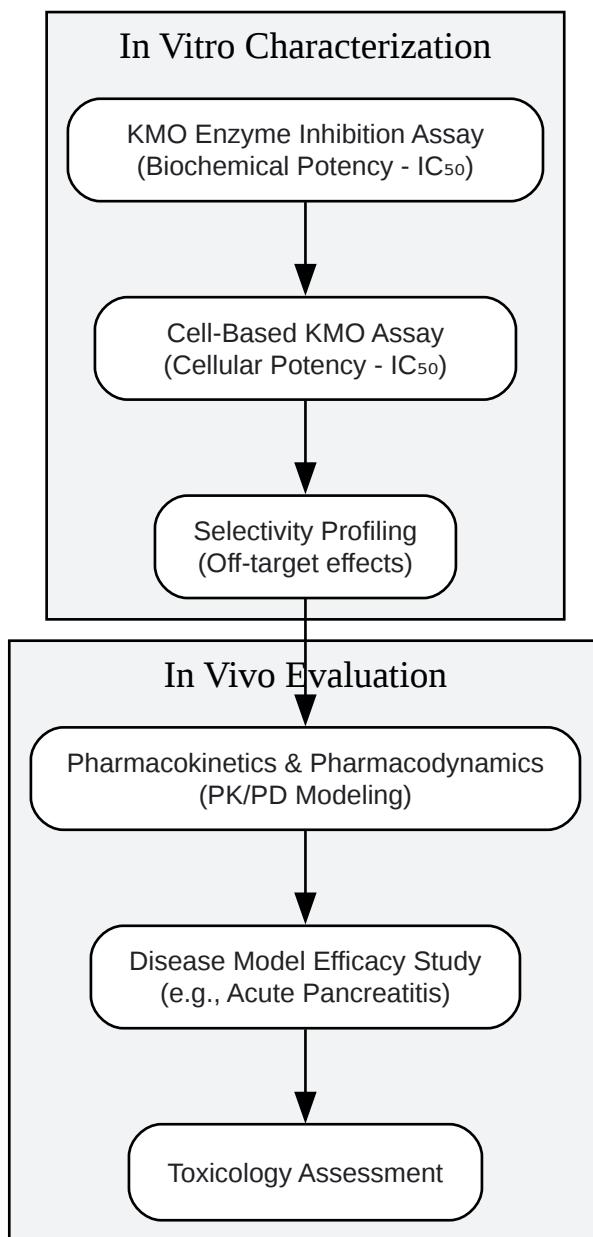 In Vitro Characterization
KMO Enzyme Inhibition Assay
(Biochemical Potency - IC₅₀)
Cell-Based KMO Assay
(Cellular Potency - IC₅₀)
Selectivity Profiling
(Off-target effects)
In Vivo Evaluation
Pharmacokinetics & Pharmacodynamics
(PK/PD Modeling)
Disease Model Efficacy Study
(e.g., Acute Pancreatitis)
Toxicology Assessment